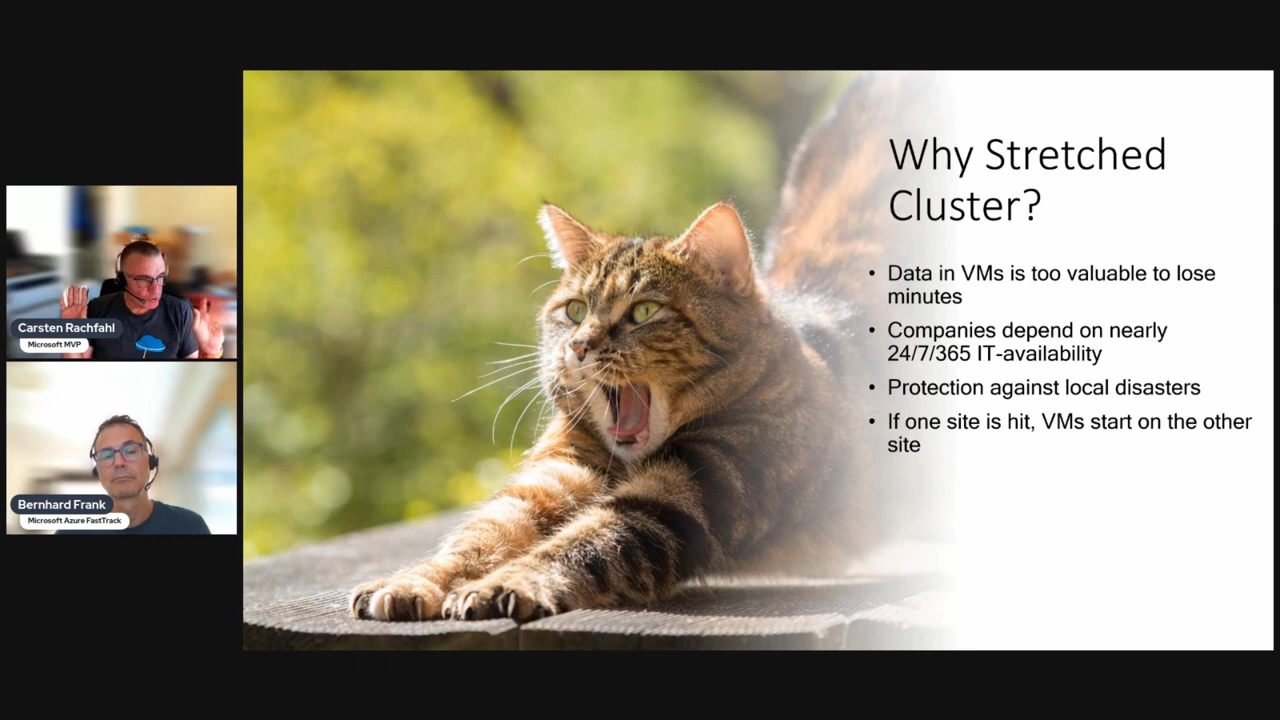 Carsten Rachfahl
Microsoft MVP
Bernhard Frank
Microsoft Azure FastTrack
Why Stretched
Cluster?
• Data in VMs is too valuable to lose
minutes
• Companies depend on nearly
24/7/365 IT-availability
• Protection against local disasters
• If one site is hit, VMs start on the other
site